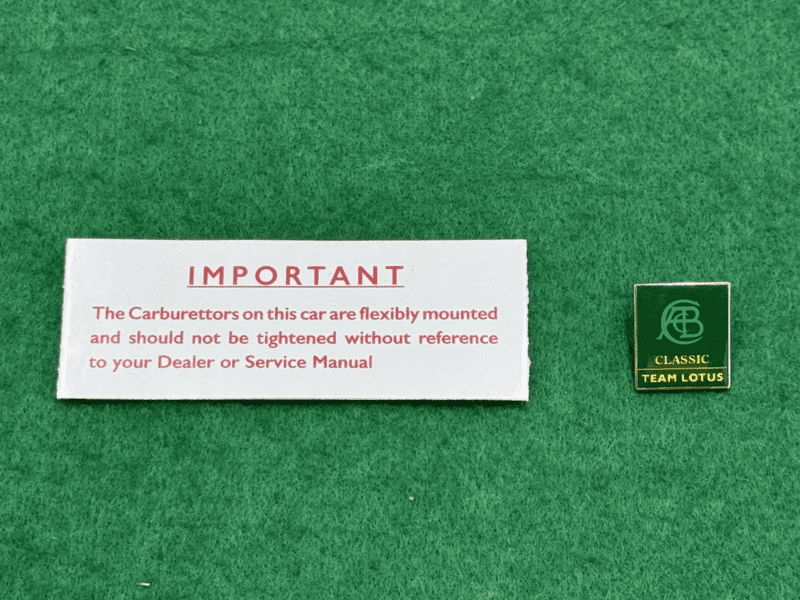 IMPORTANT
The Carburettors on this car are flexibly mounted
and should not be tightened without reference
to your Dealer or Service Manual
CLASSIC
TEAM LOTUS